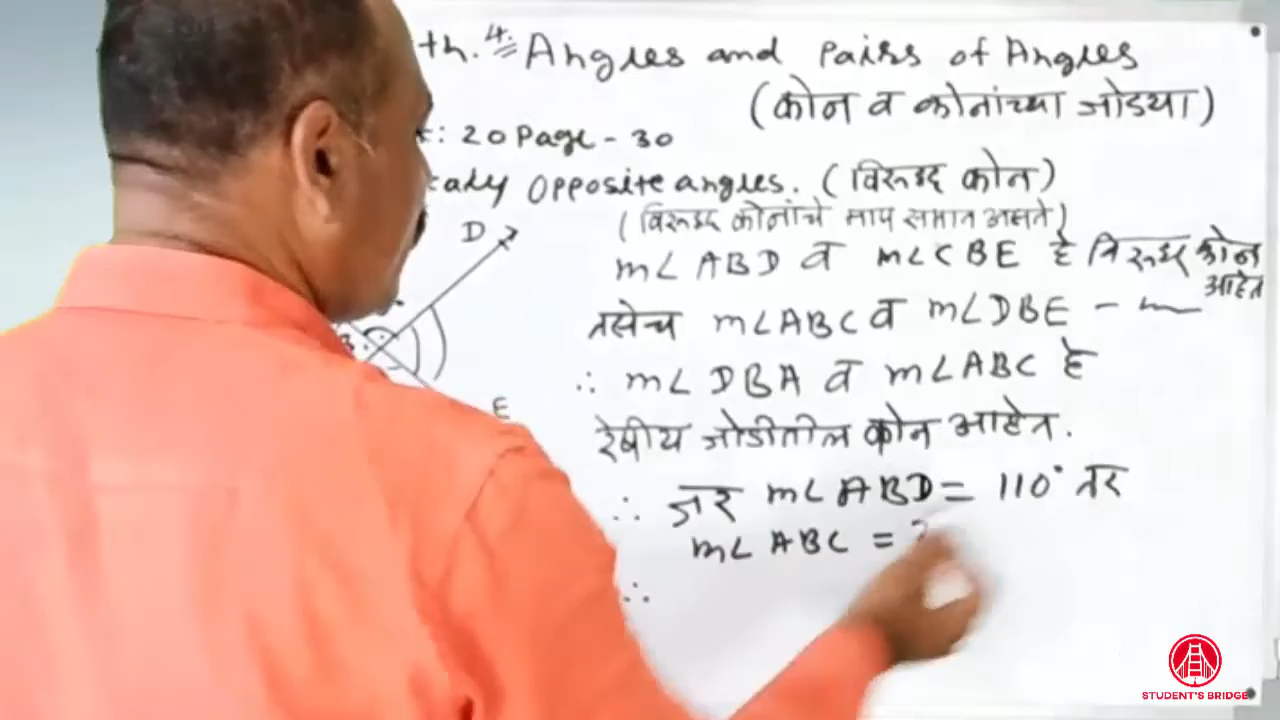 th. 4. Angles and Pairs of Angles
(कोन व कोनांच्या जोड्या)
: 20 Page - 30
cally Opposite angles. (विरूद्ध कोन)
(विरूद्ध कोनांचे माप समान असते)
D
m∠ ABD व m∠CBE हे विरूद्ध कोन आहेत
तसेच m∠ABC व m∠DBE -
∴ m∠ DBA व m∠ABC हे
E
रेषीय जोडीतील कोन आहेत.
∴ जर m∠ ABD = 110° तर
m∠ ABC =
∴
STUDENT'S BRIDGE